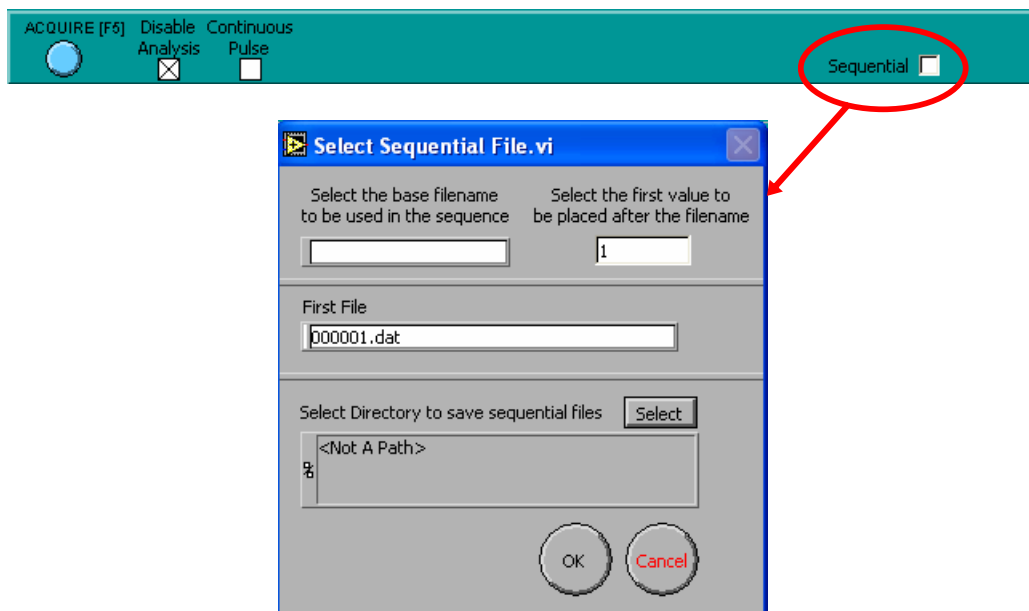 ACQUIRE [F5]
Disable
Analysis
Continuous
Pulse
Sequential
Select Sequential File.vi
Select the base filename
to be used in the sequence
Select the first value to
be placed after the filename
1
First File
000001.dat
Select Directory to save sequential files
Select
<Not A Path>
OK
Cancel